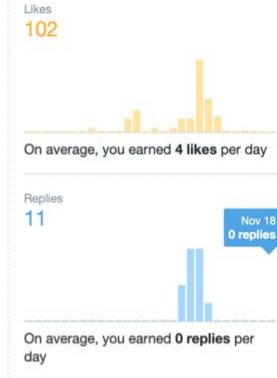 Likes
102
On average, you earned 4 likes per day
Replies
11
Nov 18
0 replies
On average, you earned 0 replies per
day